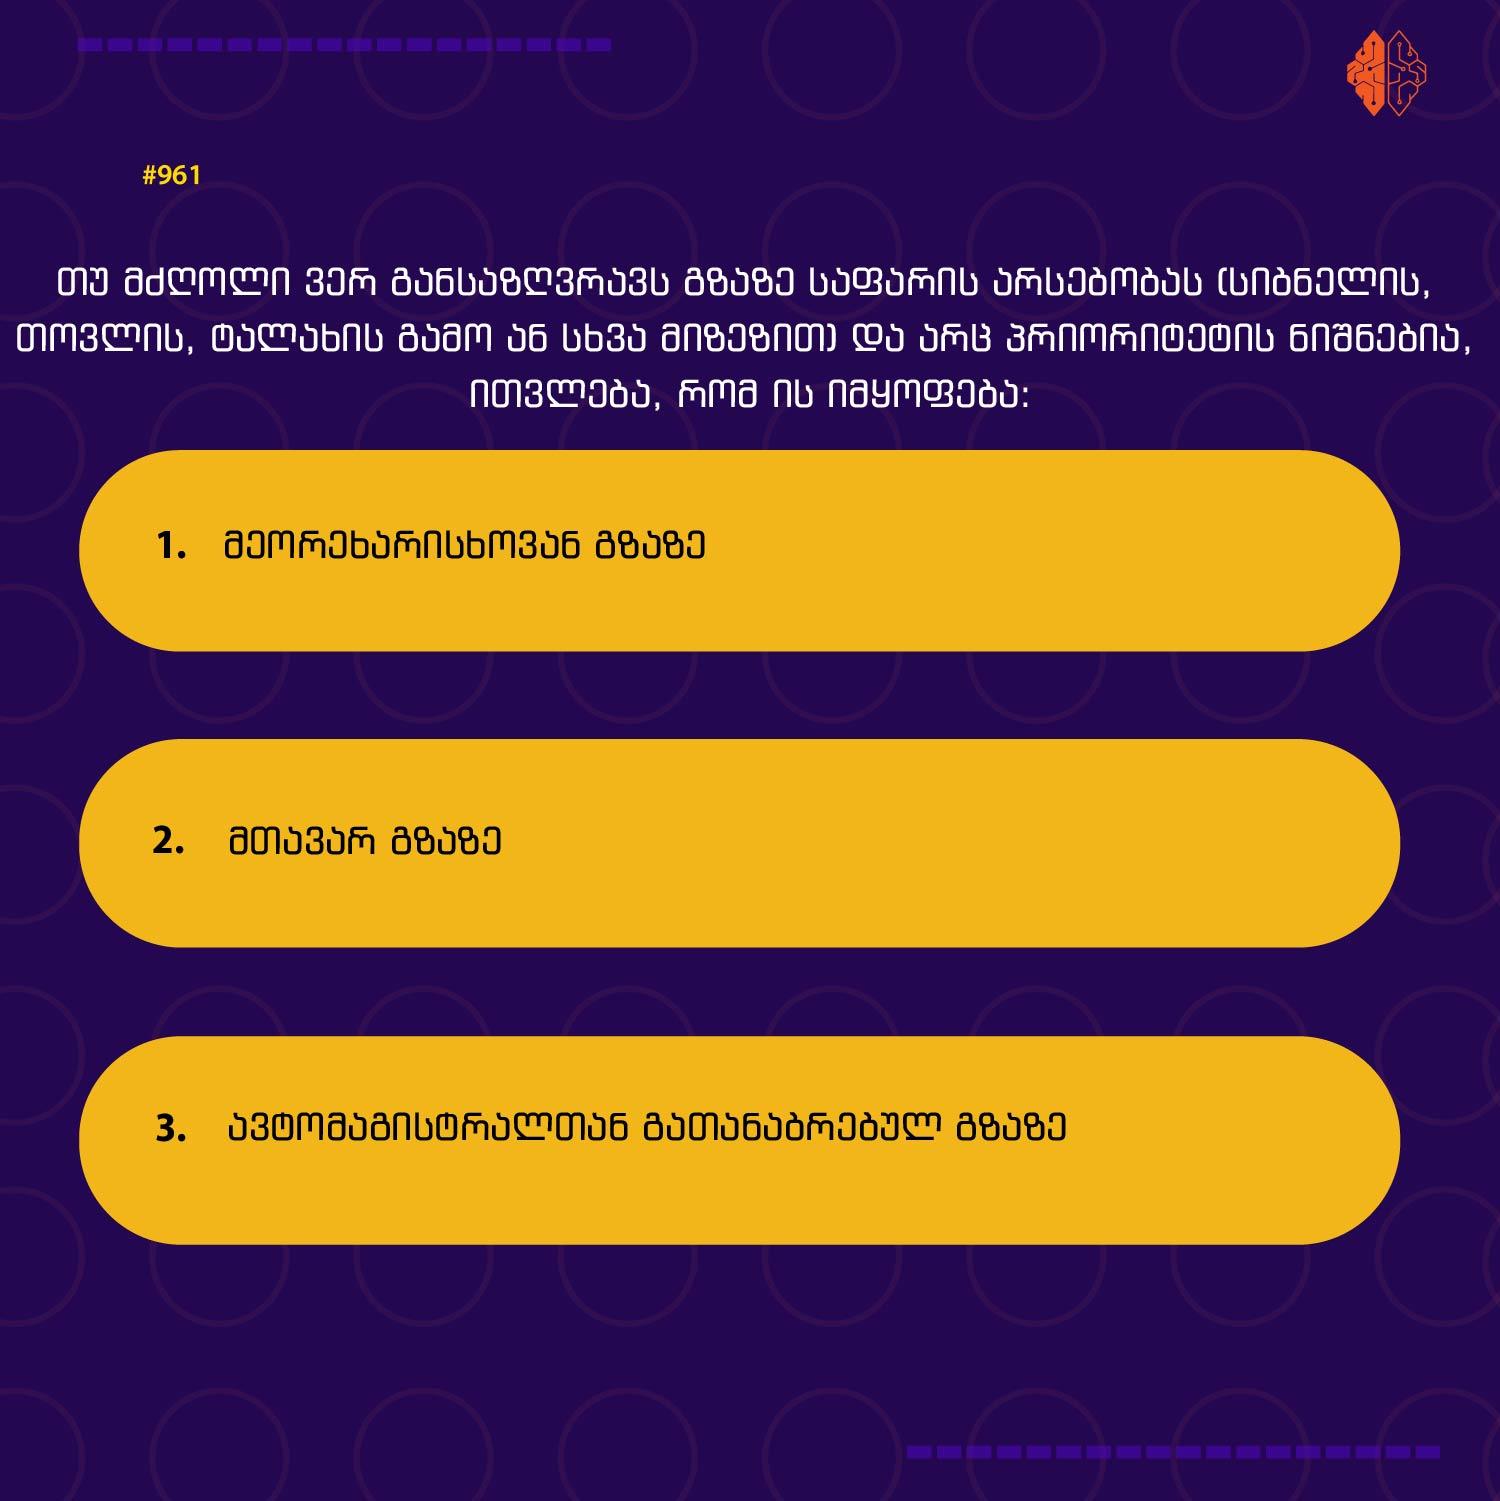 #961
თუ მძღოლი ვერ განსაზღვრავს გზაზე საფარის არსებობას (სიბნელის,
თოვლის, ტალახის გამო ან სხვა მიზეზით) და არც პრიორიტეტის ნიშნებია,
ითვლება, რომ ის იმყოფება:
1. მეორეხარისხოვან გზაზე
2. მთავარ გზაზე
3. ავტომაგისტრალთან გათანაბრებულ გზაზე